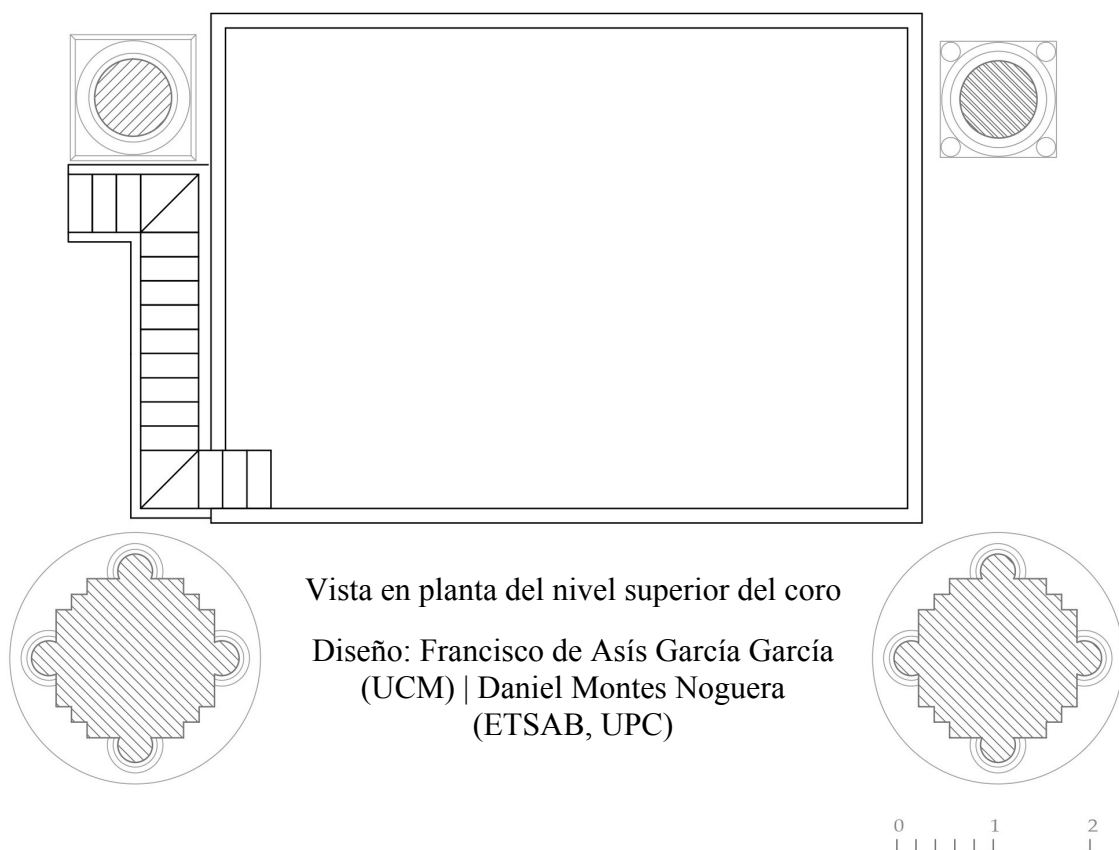 Vista en planta del nivel superior del coro
Diseño: Francisco de Asís García García
(UCM) | Daniel Montes Noguera
(ETSAB, UPC)
0 1 2